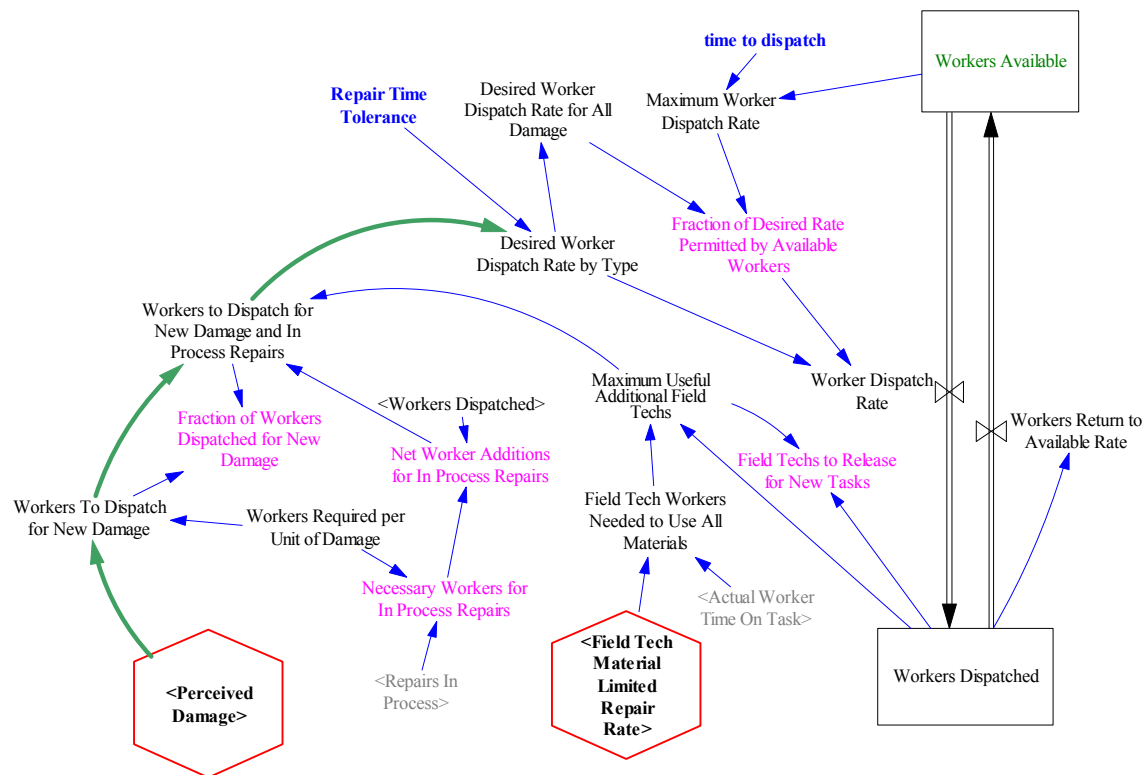 time to dispatch
Workers Available
Repair Time
Tolerance
Desired Worker
Dispatch Rate for All
Damage
Maximum Worker
Dispatch Rate
Fraction of Desired Rate
Permitted by Available
Workers
Desired Worker
Dispatch Rate by Type
Workers to Dispatch for
New Damage and In
Process Repairs
Maximum Useful
Additional Field
Techs
Worker Dispatch
Rate
<Workers Dispatched>
Fraction of Workers
Dispatched for New
Damage
Workers Return to
Available Rate
Net Worker Additions
for In Process Repairs
Field Techs to Release
for New Tasks
Workers To Dispatch
for New Damage
Workers Required per
Unit of Damage
Field Tech Workers
Needed to Use All
Materials
Necessary Workers for
In Process Repairs
<Actual Worker
Time On Task>
<Perceived
Damage>
<Repairs In
Process>
<Field Tech
Material
Limited
Repair
Rate>
Workers Dispatched